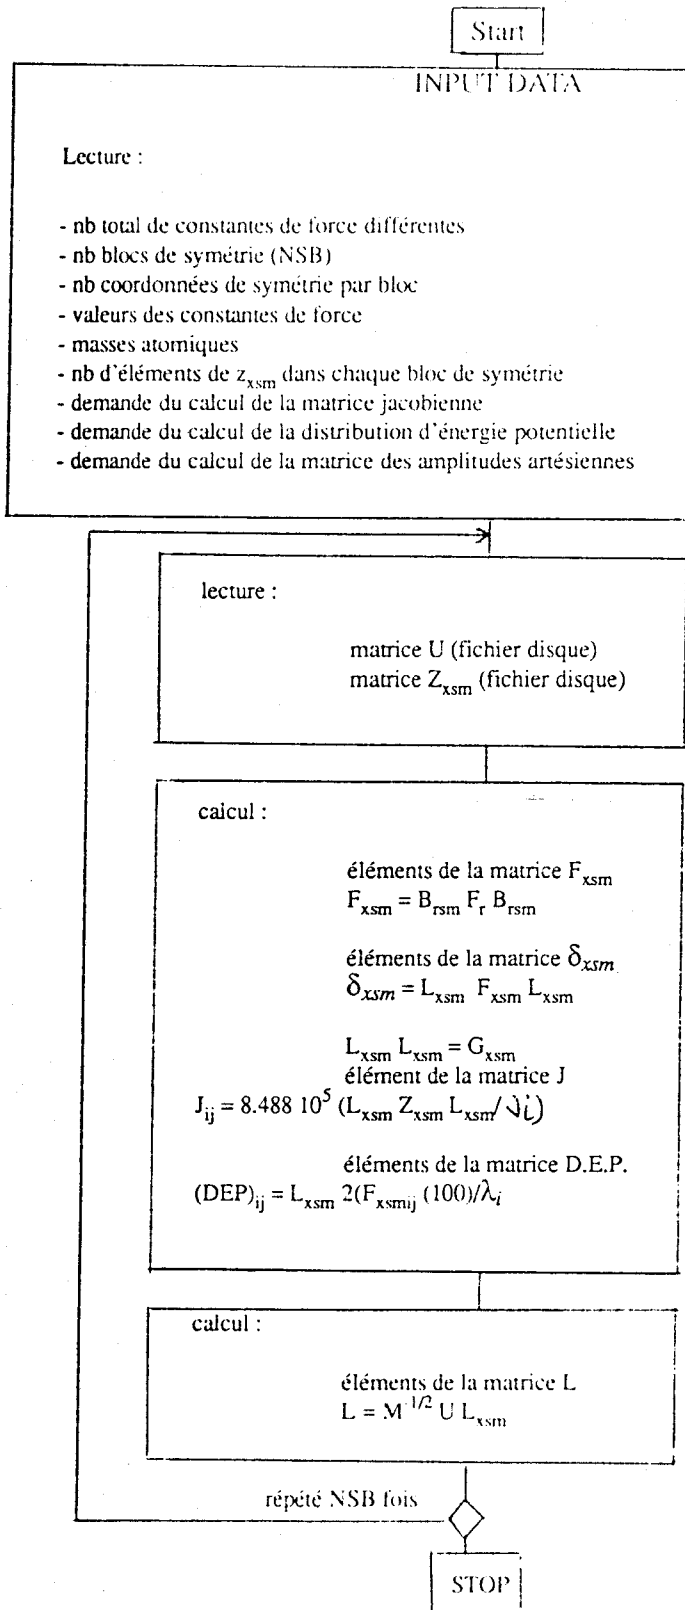 Start
INPUT DATA
Lecture :
- nb total de constantes de force différentes
- nb blocs de symétrie (NSB)
- nb coordonnées de symétrie par bloc
- valeurs des constantes de force
- masses atomiques
- nb d'éléments de z_xsm dans chaque bloc de symétrie
- demande du calcul de la matrice jacobienne
- demande du calcul de la distribution d'énergie potentielle
- demande du calcul de la matrice des amplitudes artésiennes
lecture :
matrice U (fichier disque)
matrice Z_xsm (fichier disque)
calcul :
éléments de la matrice F_xsm
F_xsm = B_rsm F_r B_rsm
éléments de la matrice δ_xsm
δ_xsm = L_xsm F_xsm L_xsm
L_xsm L_xsm = G_xsm
élément de la matrice J
J_ij = 8.488 10^5 (L_xsm Z_xsm L_xsm/νi)
éléments de la matrice D.E.P.
(DEP)_ij = L_xsm 2(F_xsmij (100)/λ_i
calcul :
éléments de la matrice L
L = M^-1/2 U L_xsm
répété NSB fois
STOP